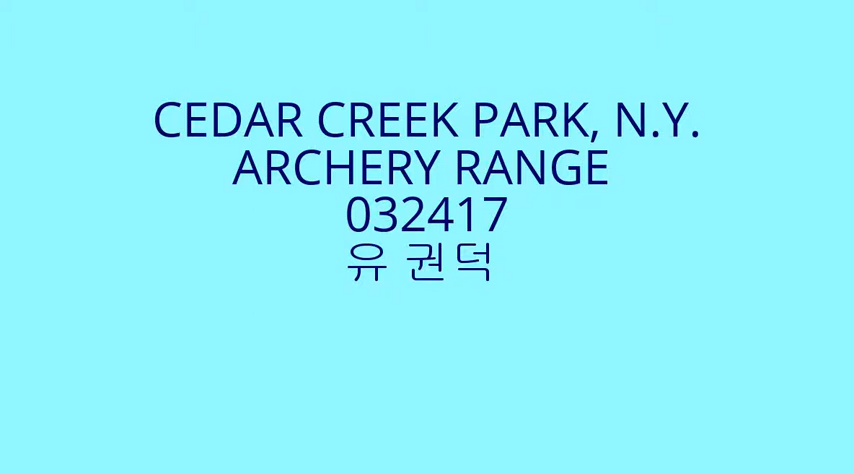 CEDAR CREEK PARK, N.Y.
ARCHERY RANGE
032417
유 권덕